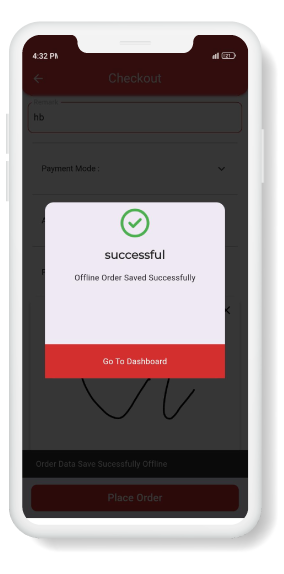 4:32 PM
Checkout
Remark
hb
Payment Mode :
successful
Offline Order Saved Successfully
Go To Dashboard
Order Data Save Sucessfully Offline
Place Order